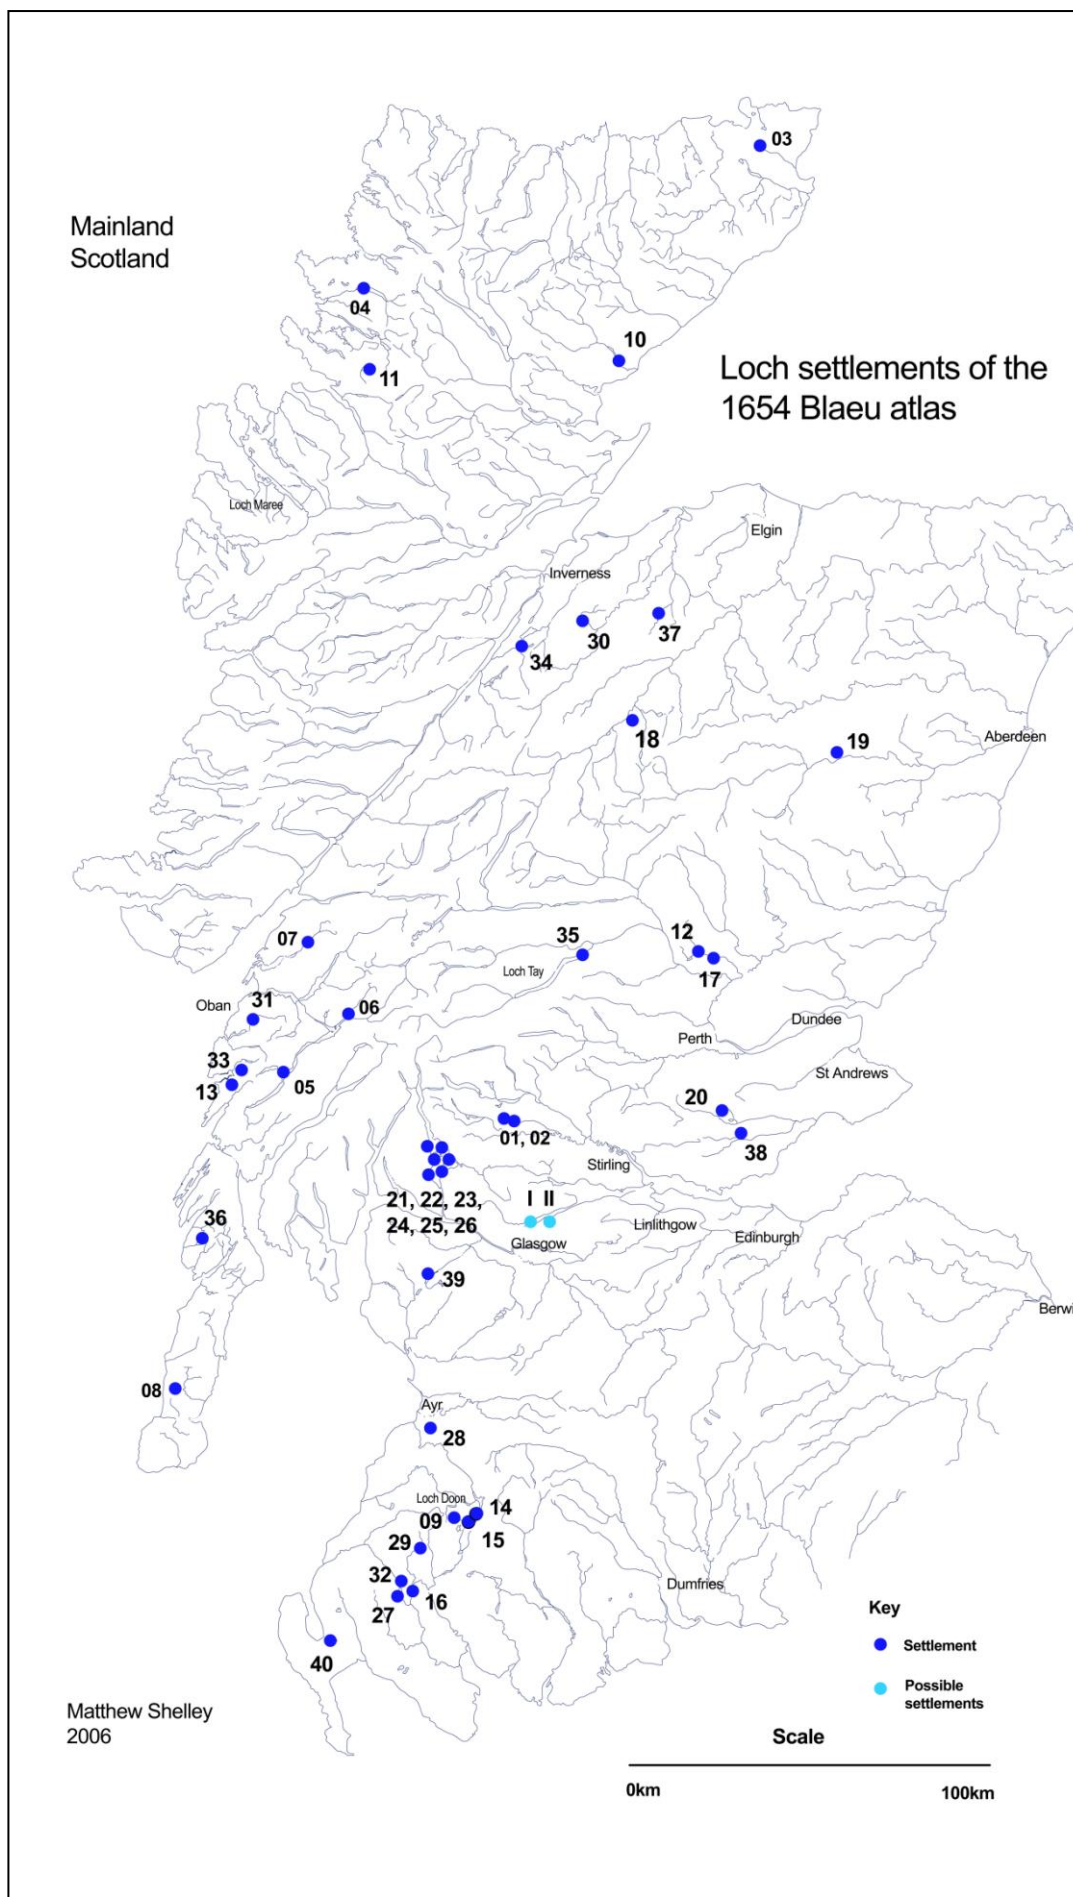 03
Mainland
Scotland
04
10
11
Loch settlements of the
1654 Blaeu atlas
Loch Maree
Elgin
Inverness
30
37
34
18
19
Aberdeen
07
35
12
Loch Tay
17
31
Oban
06
Dundee
Perth
33
13
05
St Andrews
20
01, 02
38
Stirling
21, 22, 23,
24, 25, 26
I II
36
Linlithgow
Glasgow
Edinburgh
39
Berwi
08
Ayr
28
Loch Doon
14
09
15
29
32
16
27
Dumfries
Key
Settlement
40
Possible
settlements
Matthew Shelley
2006
Scale
0km
100km